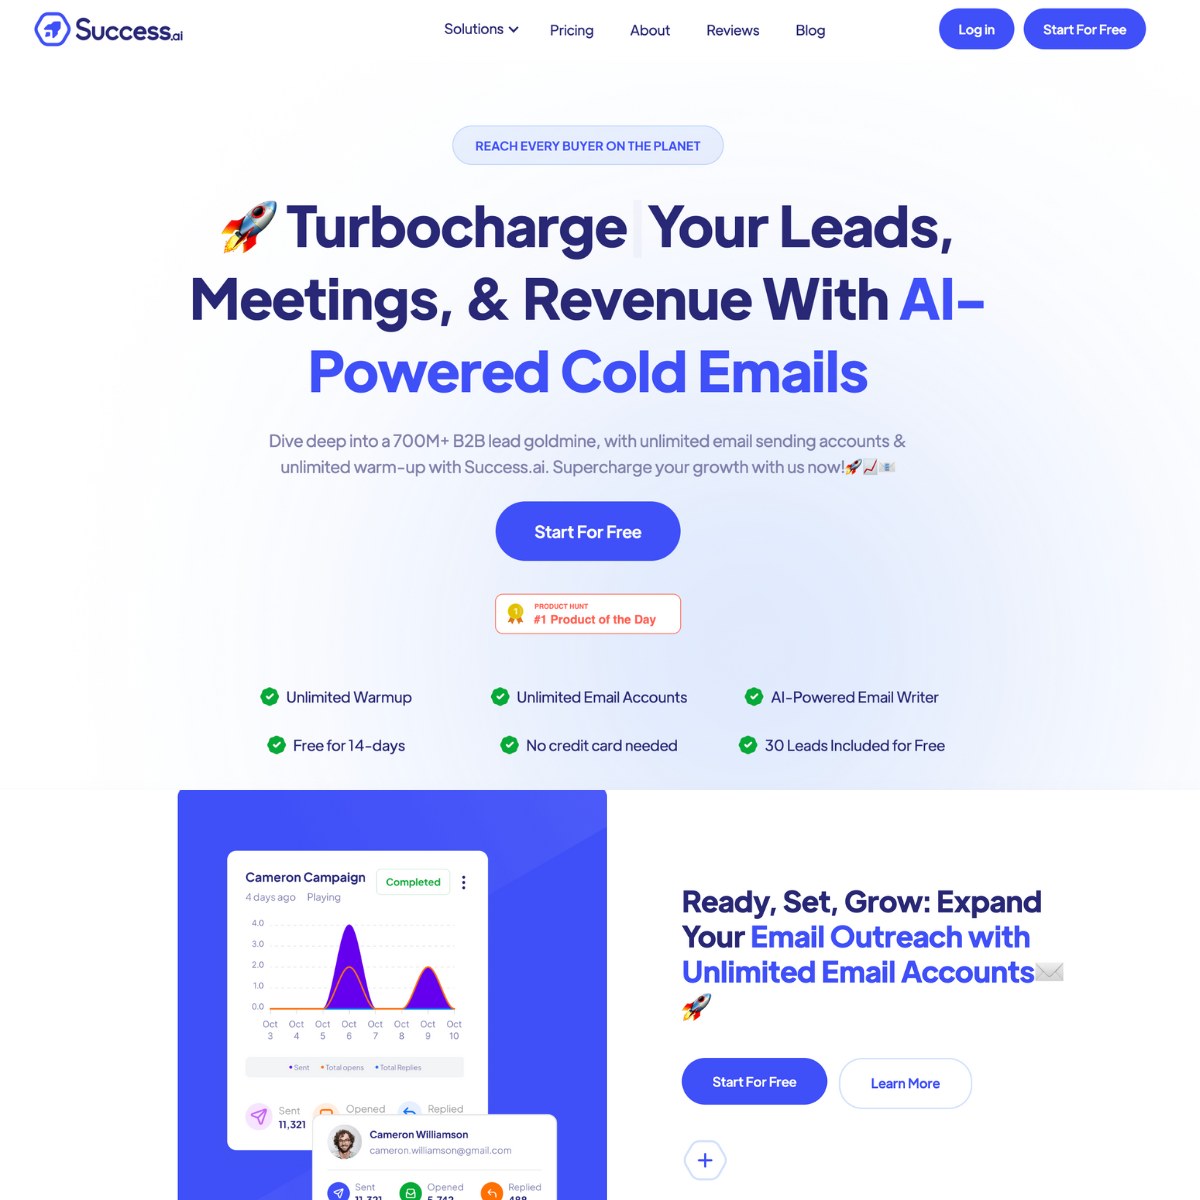 Success.ai
Solutions
Pricing
About
Reviews
Blog
Log in
Start For Free
REACH EVERY BUYER ON THE PLANET
Turbocharge Your Leads,
Meetings, & Revenue With AI-
Powered Cold Emails
Dive deep into a 700M+ B2B lead goldmine, with unlimited email sending accounts &
unlimited warm-up with Success.ai. Supercharge your growth with us now!
Start For Free
1
PRODUCT HUNT
#1 Product of the Day
Unlimited Warmup
Unlimited Email Accounts
AI-Powered Email Writer
Free for 14-days
No credit card needed
30 Leads Included for Free
Cameron Campaign
Completed
4 days ago Playing
4.0
3.0
2.0
1.0
0.0
Oct 3
Oct 4
Oct 5
Oct 6
Oct 7
Oct 8
Oct 9
Oct 10
Sent
Total opens
Total Replies
Sent
11,321
Opened
Replied
Cameron Williamson
cameron.williamson@gmail.com
Sent
11,321
Opened
5,742
Replied
488
Ready, Set, Grow: Expand
Your Email Outreach with
Unlimited Email Accounts
Start For Free
Learn More